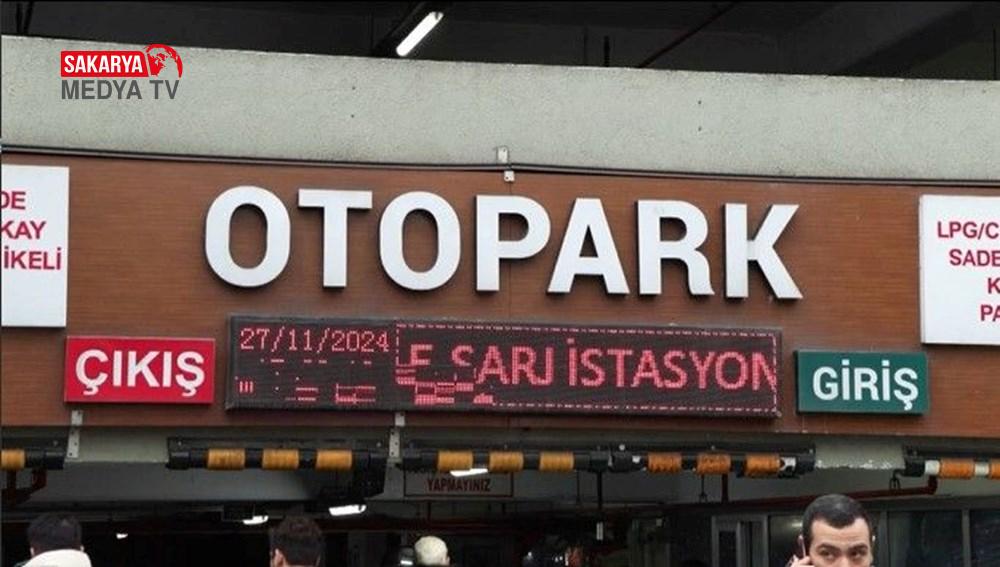 SAKARYA
MEDYA TV
DE
KAY
İKELİ
OTOPARK
LPG/C
SADE
K
PA
ÇIKIŞ
27/11/2024
E ŞARJ İSTASYON
GİRİŞ
YAPMAYINIZ